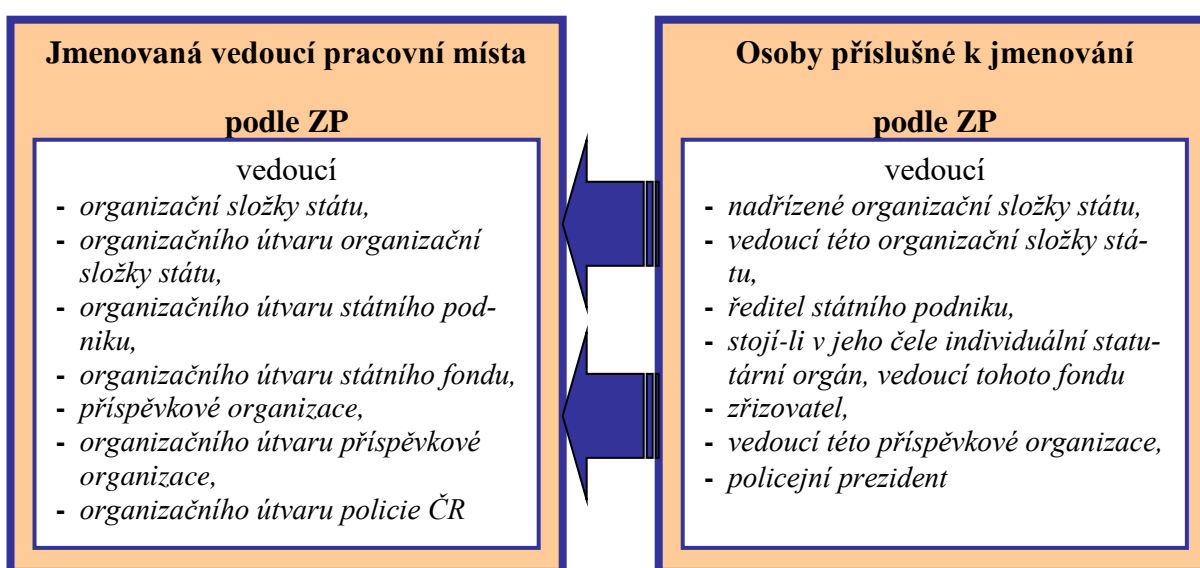 Jmenovaná vedoucí pracovní místa
podle ZP
vedoucí
- organizační složky státu,
- organizačního útvaru organizační
složky státu,
- organizačního útvaru státního pod-
niku,
- organizačního útvaru státního fondu,
- příspěvkové organizace,
- organizačního útvaru příspěvkové
organizace,
- organizačního útvaru policie ČR
Osoby příslušné k jmenování
podle ZP
vedoucí
- nadřízené organizační složky státu,
- vedoucí této organizační složky stá-
tu,
- ředitel státního podniku,
- stojí-li v jeho čele individuální statu-
tární orgán, vedoucí tohoto fondu
- zřizovatel,
- vedoucí této příspěvkové organizace,
- policejní prezident